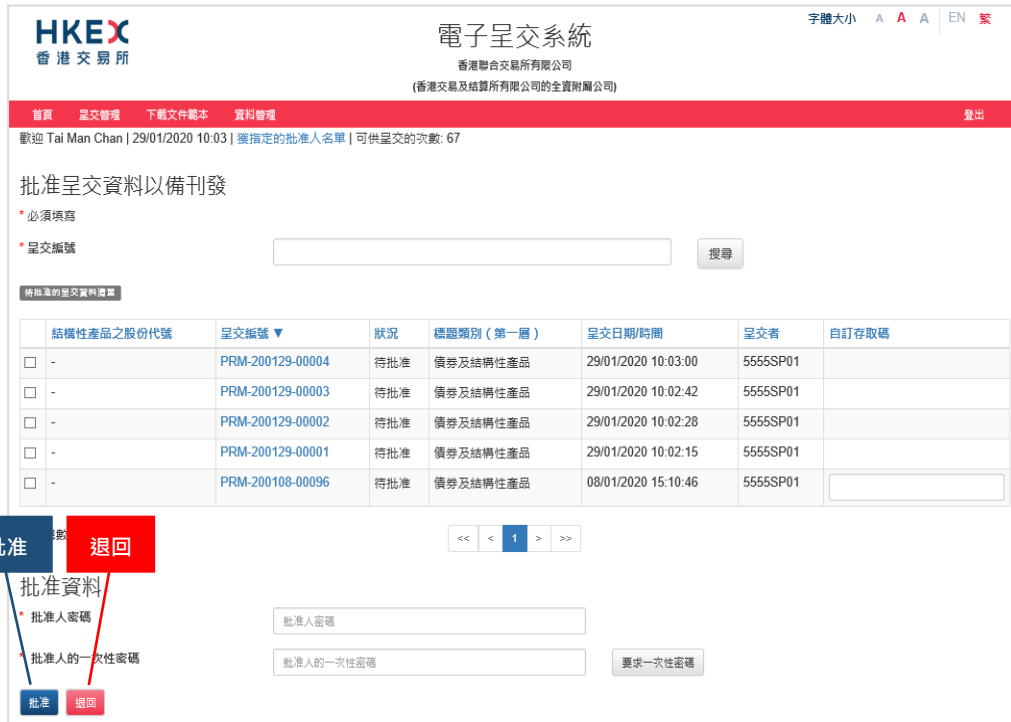 字體大小 A A A EN 繁
HKEX
香港交易所
電子呈交系統
香港聯合交易所有限公司
(香港交易及結算所有限公司的全資附屬公司)
首頁 呈交管理 下載文件範本 資料管理 登出
歡迎 Tai Man Chan | 29/01/2020 10:03 | 獲指定的批准人名單 | 可供呈交的次數: 67
批准呈交資料以備刊發
* 必須填寫
* 呈交編號 搜尋
待批准的呈交資料清單
結構性產品之股份代號 呈交編號 ▼ 狀況 標題類別 ( 第一層 ) 呈交日期/時間 呈交者 自訂存取碼
- PRM-200129-00004 待批准 債券及結構性產品 29/01/2020 10:03:00 5555SP01
- PRM-200129-00003 待批准 債券及結構性產品 29/01/2020 10:02:42 5555SP01
- PRM-200129-00002 待批准 債券及結構性產品 29/01/2020 10:02:28 5555SP01
- PRM-200129-00001 待批准 債券及結構性產品 29/01/2020 10:02:15 5555SP01
- PRM-200108-00096 待批准 債券及結構性產品 08/01/2020 15:10:46 5555SP01
<< < 1 > >>
批准 退回
批准資料
* 批准人密碼 批准人密碼
* 批准人的一次性密碼 批准人的一次性密碼 要求一次性密碼
批准 退回